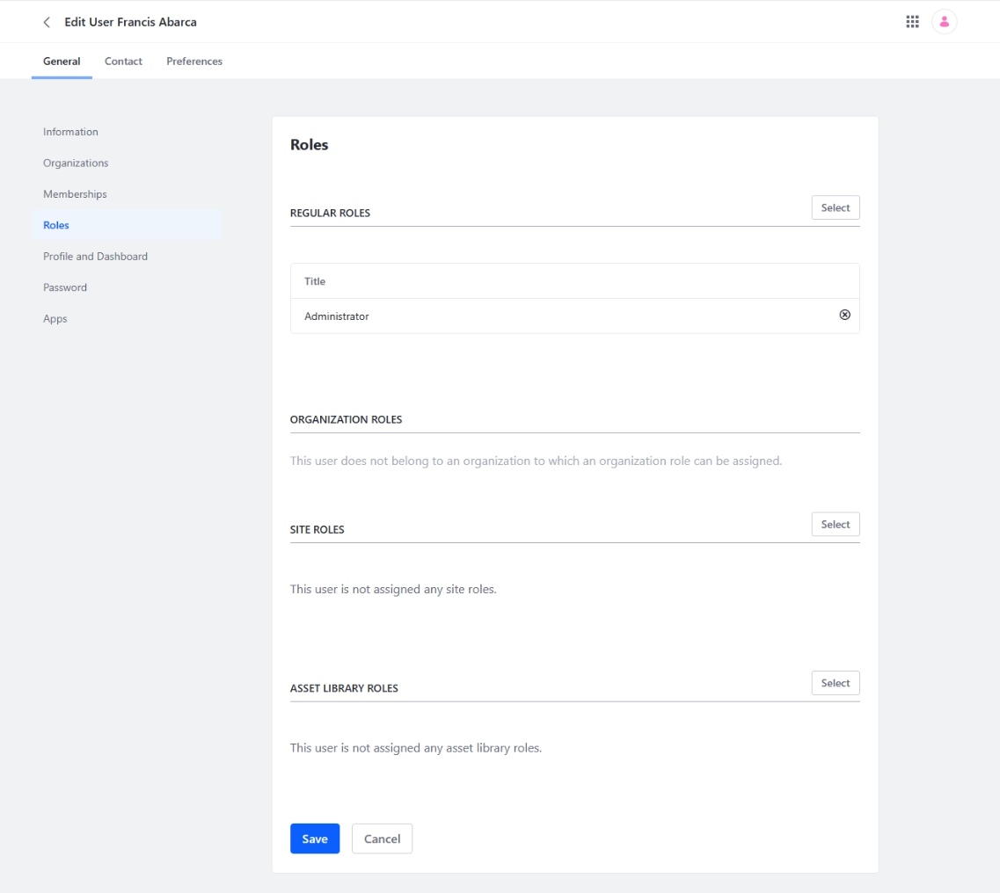 Edit User Francis Abarca
General
Contact
Preferences
Information
Organizations
Memberships
Roles
Profile and Dashboard
Password
Apps
Roles
REGULAR ROLES
Select
Title
Administrator
ORGANIZATION ROLES
This user does not belong to an organization to which an organization role can be assigned.
SITE ROLES
Select
This user is not assigned any site roles.
ASSET LIBRARY ROLES
Select
This user is not assigned any asset library roles.
Save
Cancel